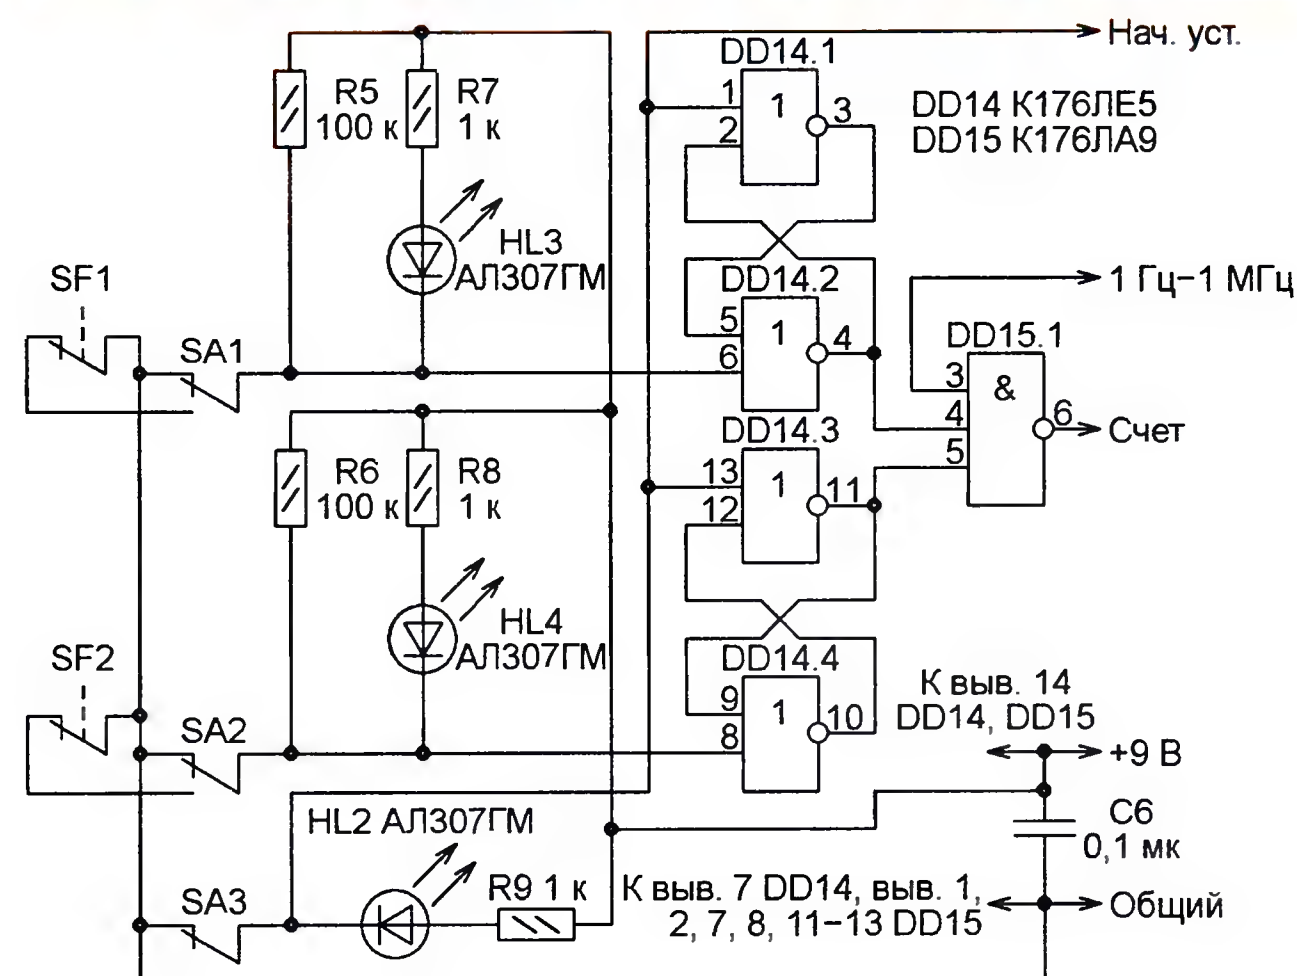 Нач. уст.
DD14.1
R5
100 к
R7
1 к
1
2
1
3
DD14 К176ЛЕ5
DD15 К176ЛА9
HL3
АЛ307ГМ
SF1
SA1
DD14.2
5
6
1
4
1 Гц−1 МГц
DD15.1
3
4
5
&
6
Счет
R6
100 к
R8
1 к
DD14.3
13
12
1
11
HL4
АЛ307ГМ
SF2
SA2
DD14.4
9
8
1
10
К выв. 14
DD14, DD15
+9 В
HL2 АЛ307ГМ
C6
0,1 мк
SA3
R9 1 к
К выв. 7 DD14, выв. 1,
2, 7, 8, 11−13 DD15
Общий